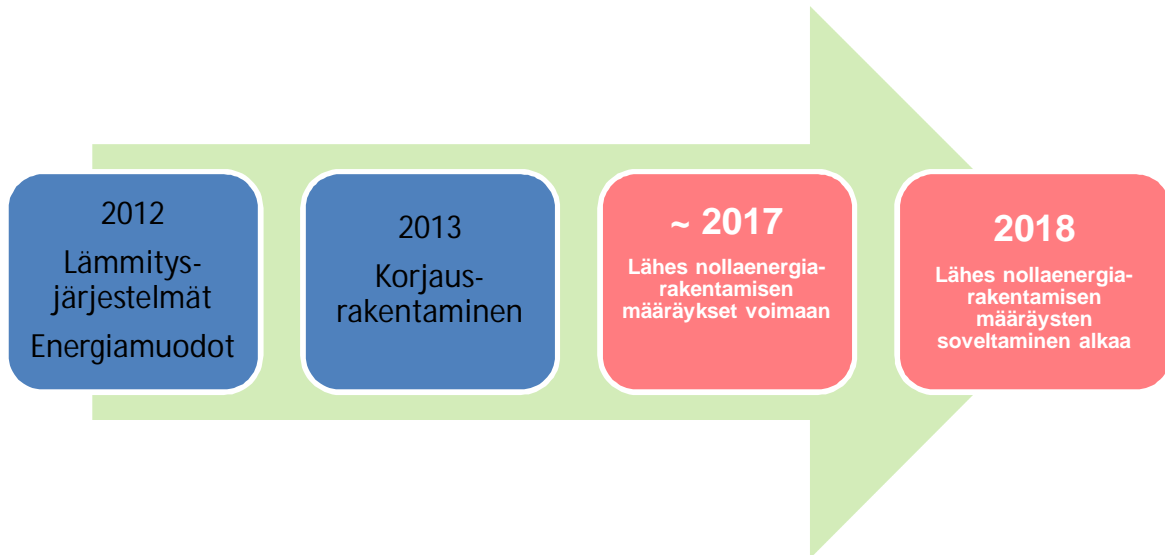 2012
Lämmitys-
järjestelmät
Energiamuodot
2013
Korjaus-
rakentaminen
~ 2017
Lähes nollaenergia-
rakentamisen
määräykset voimaan
2018
Lähes nollaenergia-
rakentamisen
määräysten
soveltaminen alkaa